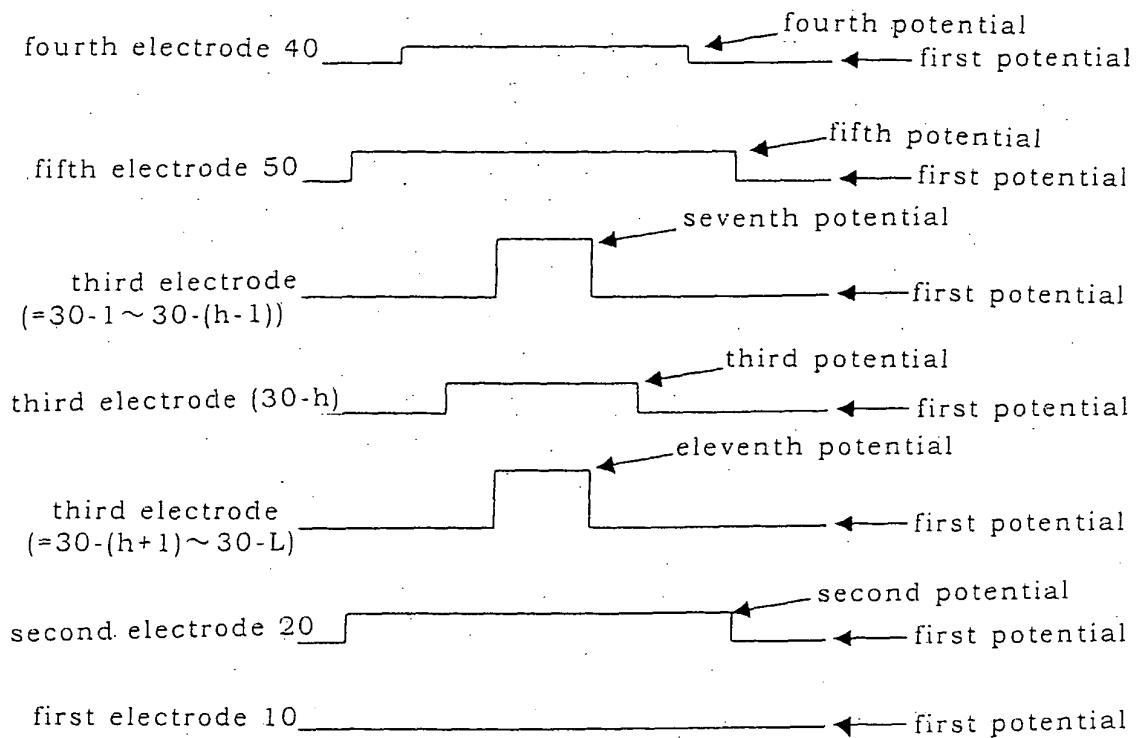 fourth potential
fourth electrode 40
first potential
fifth potential
fifth electrode 50
first potential
seventh potential
third electrode
(=30-1～30-(h-1))
first potential
third potential
third electrode (30-h)
first potential
eleventh potential
third electrode
(=30-(h+1)～30-L)
first potential
second potential
second electrode 20
first potential
first electrode 10
first potential